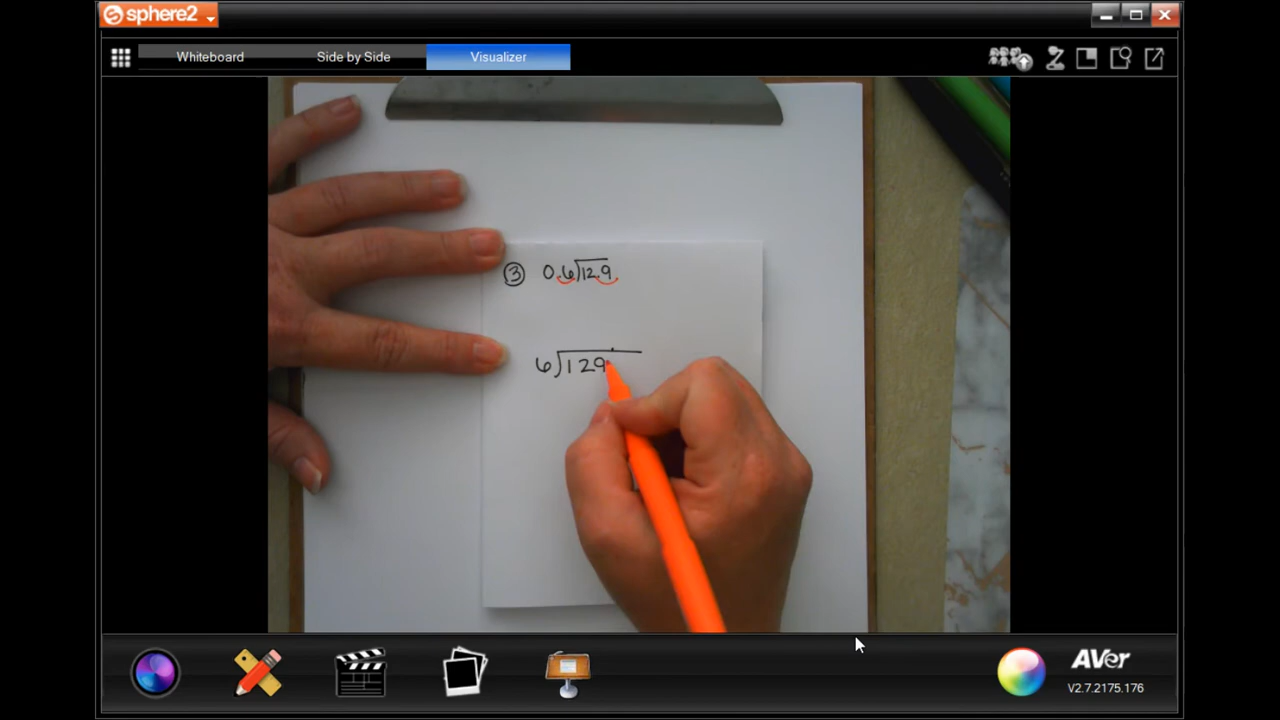 sphere2
Whiteboard Side by Side Visualizer
③ 0.6⟌12.9.
6⟌129.
AVer
V2.7.2175.176